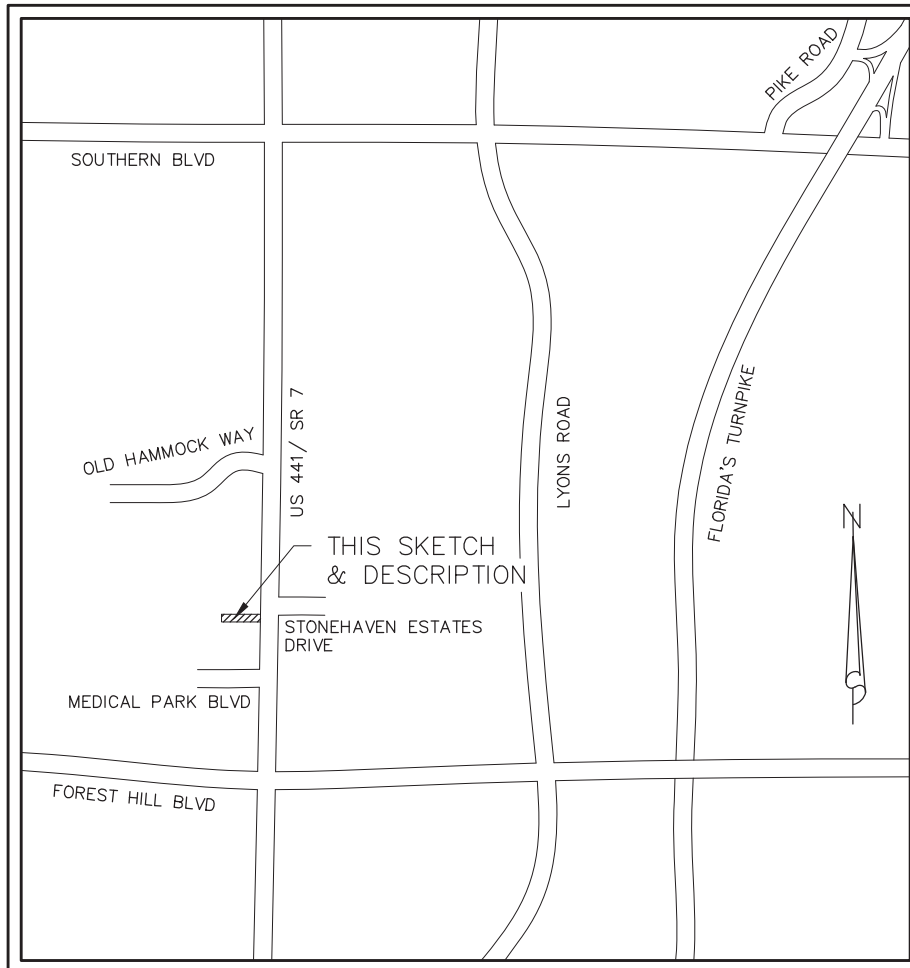 PIKE ROAD
SOUTHERN BLVD
OLD HAMMOCK WAY
US 441/ SR 7
LYONS ROAD
FLORIDA'S TURNPIKE
N
THIS SKETCH
& DESCRIPTION
STONEHAVEN ESTATES
DRIVE
MEDICAL PARK BLVD
FOREST HILL BLVD